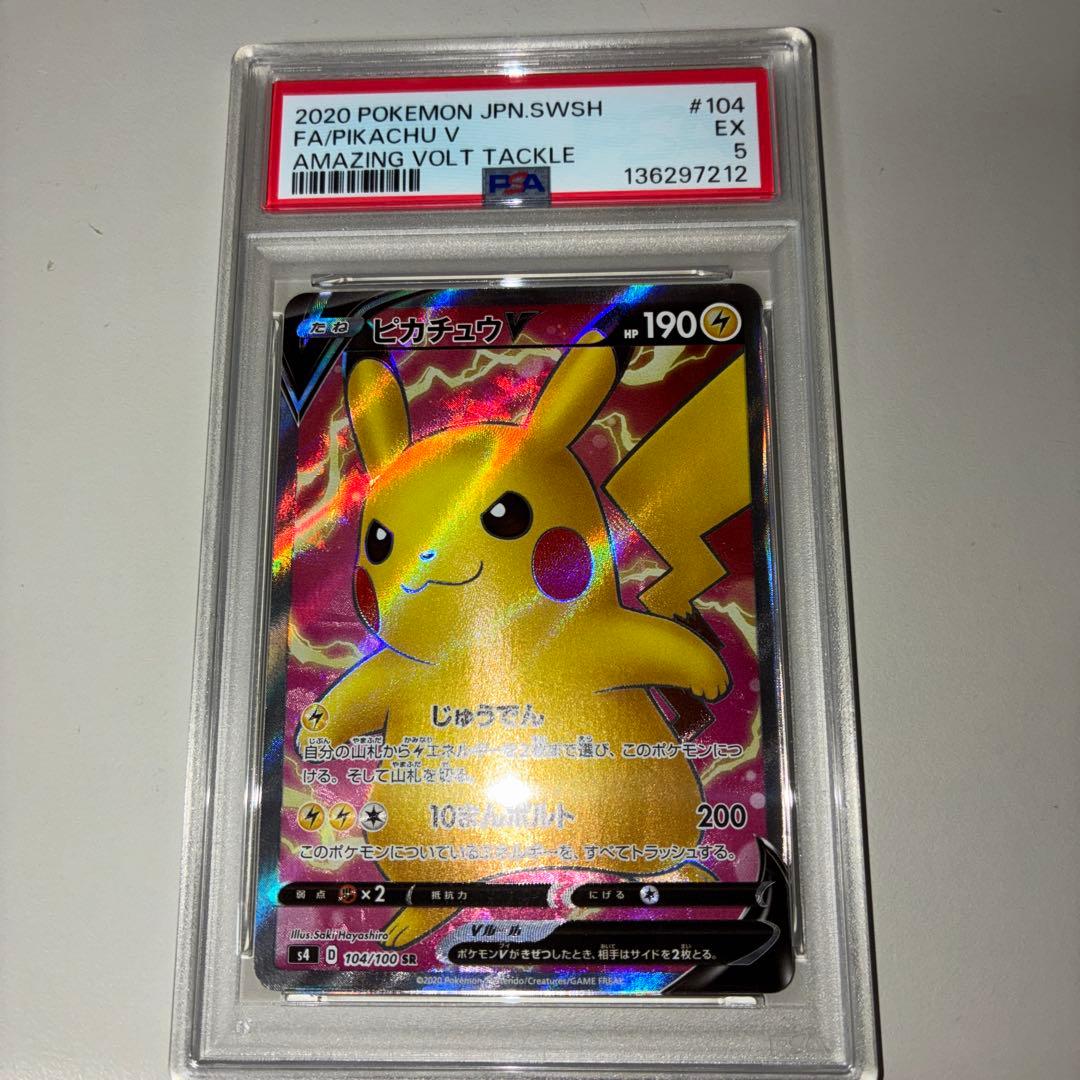 2020 POKEMON JPN.SWSH #104
FA/PIKACHU V EX
AMAZING VOLT TACKLE 5
PSA 136297212
たね ピカチュウV HP 190
じゅうでん
自分の山札からエネルギーを2枚まで選び、このポケモンにつ
ける。そして山札を切る。
10まんボルト 200
このポケモンについているエネルギーを、すべてトラッシュする。
弱点 ×2 抵抗力 にげる
Illus.Saki Hayashiro Vルール
s4 D 104/100 SR ポケモンVがきぜつしたとき、相手はサイドを2枚とる。
©2020 Pokémon/Nintendo/Creatures/GAME FREAK